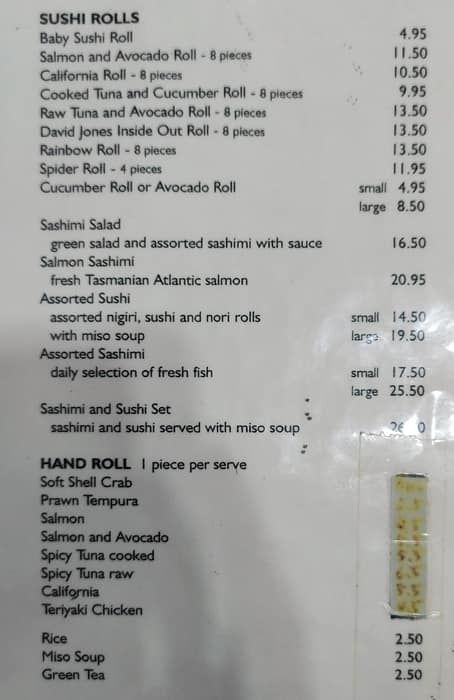 SUSHI ROLLS
Baby Sushi Roll 4.95
Salmon and Avocado Roll - 8 pieces 11.50
California Roll - 8 pieces 10.50
Cooked Tuna and Cucumber Roll - 8 pieces 9.95
Raw Tuna and Avocado Roll - 8 pieces 13.50
David Jones Inside Out Roll - 8 pieces 13.50
Rainbow Roll - 8 pieces 13.50
Spider Roll - 4 pieces 11.95
Cucumber Roll or Avocado Roll small 4.95
large 8.50
Sashimi Salad
green salad and assorted sashimi with sauce 16.50
Salmon Sashimi
fresh Tasmanian Atlantic salmon 20.95
Assorted Sushi
assorted nigiri, sushi and nori rolls small 14.50
with miso soup large 19.50
Assorted Sashimi
daily selection of fresh fish small 17.50
large 25.50
Sashimi and Sushi Set
sashimi and sushi served with miso soup
HAND ROLL 1 piece per serve
Soft Shell Crab
Prawn Tempura
Salmon
Salmon and Avocado
Spicy Tuna cooked
Spicy Tuna raw
California
Teriyaki Chicken
Rice 2.50
Miso Soup 2.50
Green Tea 2.50